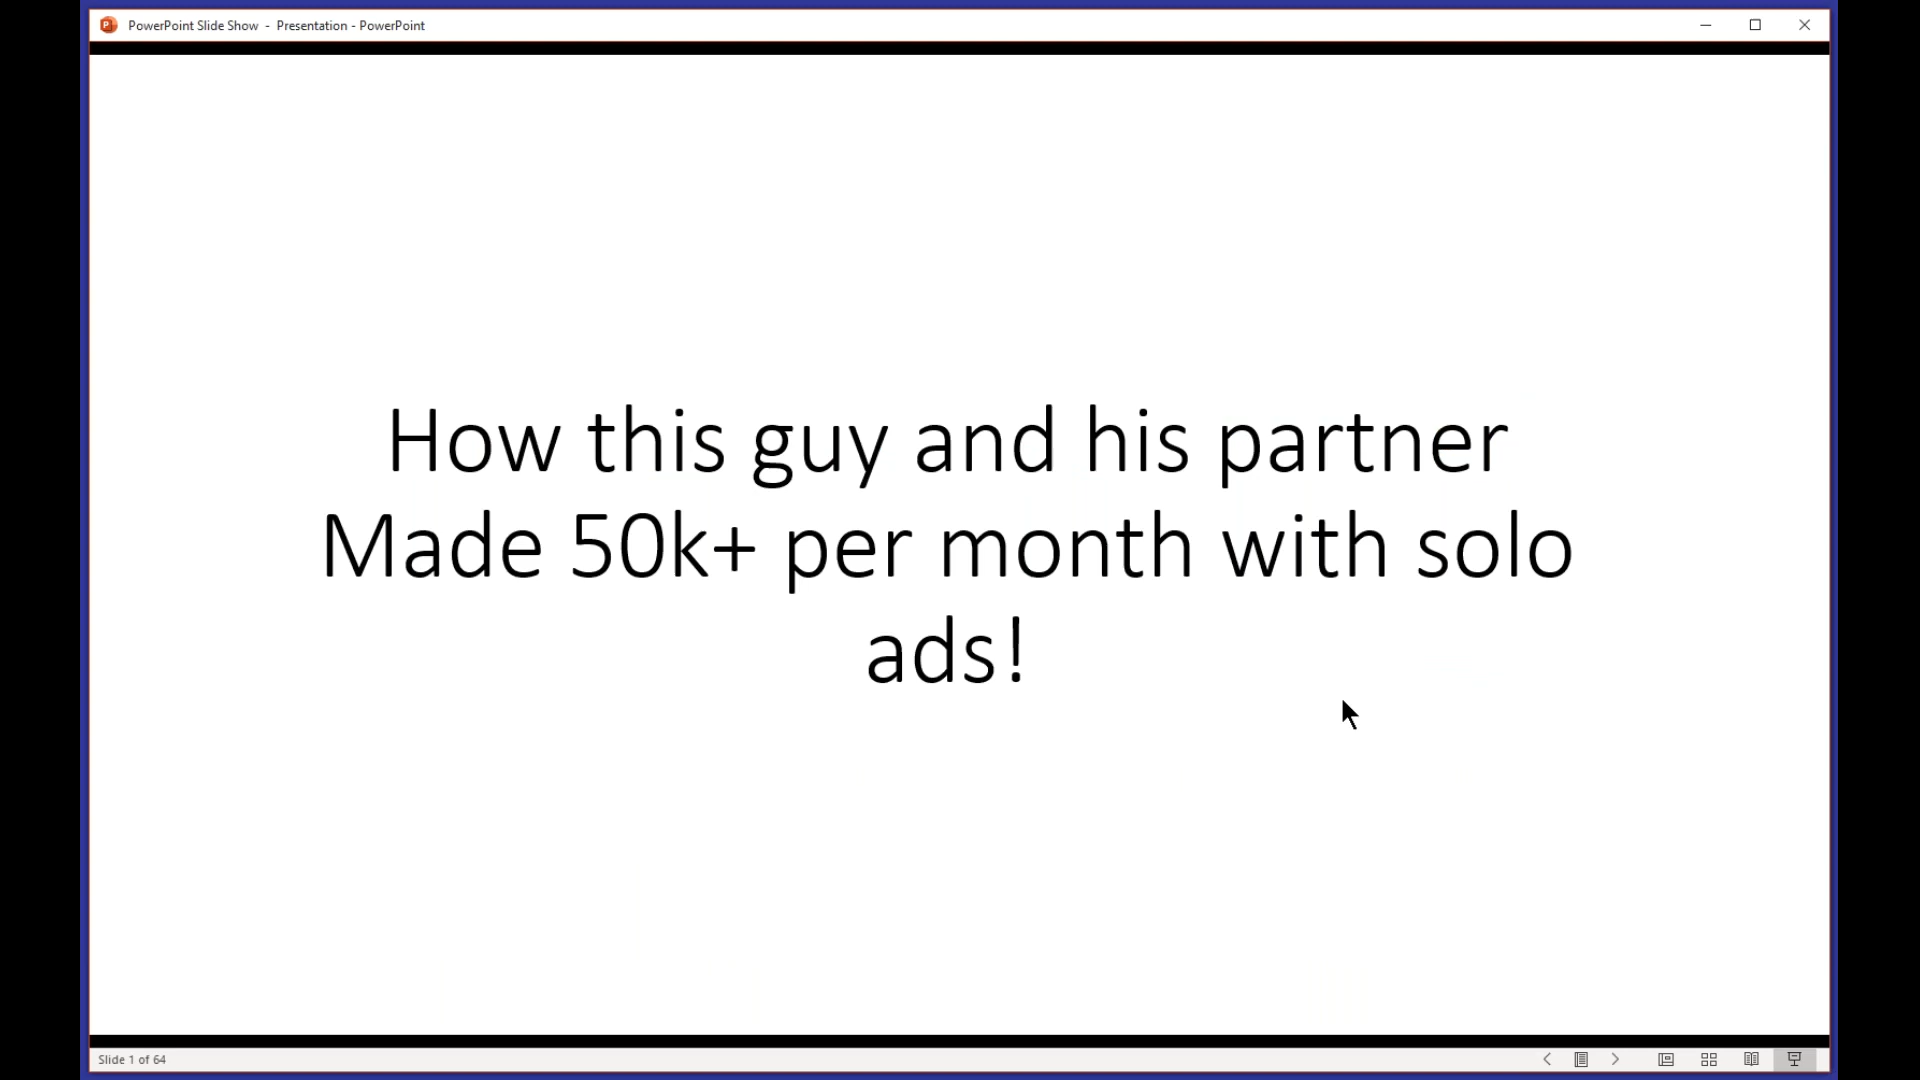 PowerPoint Slide Show - Presentation - PowerPoint
How this guy and his partner
Made 50k+ per month with solo
ads!
Slide 1 of 64